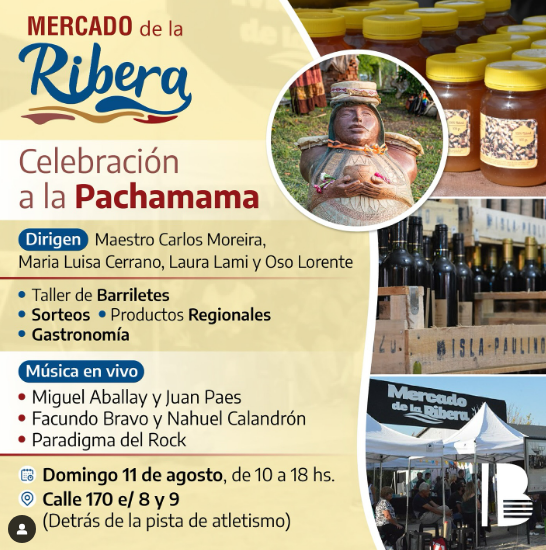 MERCADO de la
Ribera
Celebración
a la Pachamama
Dirigen Maestro Carlos Moreira,
Maria Luisa Cerrano, Laura Lami y Oso Lorente
• Taller de Barriletes
• Sorteos • Productos Regionales
• Gastronomía
Música en vivo
• Miguel Aballay y Juan Paes
• Facundo Bravo y Nahuel Calandrón
• Paradigma del Rock
Domingo 11 de agosto, de 10 a 18 hs.
Calle 170 e/ 8 y 9
(Detrás de la pista de atletismo)
MISLA-PAULINO
Mercado
de la Ribera
B